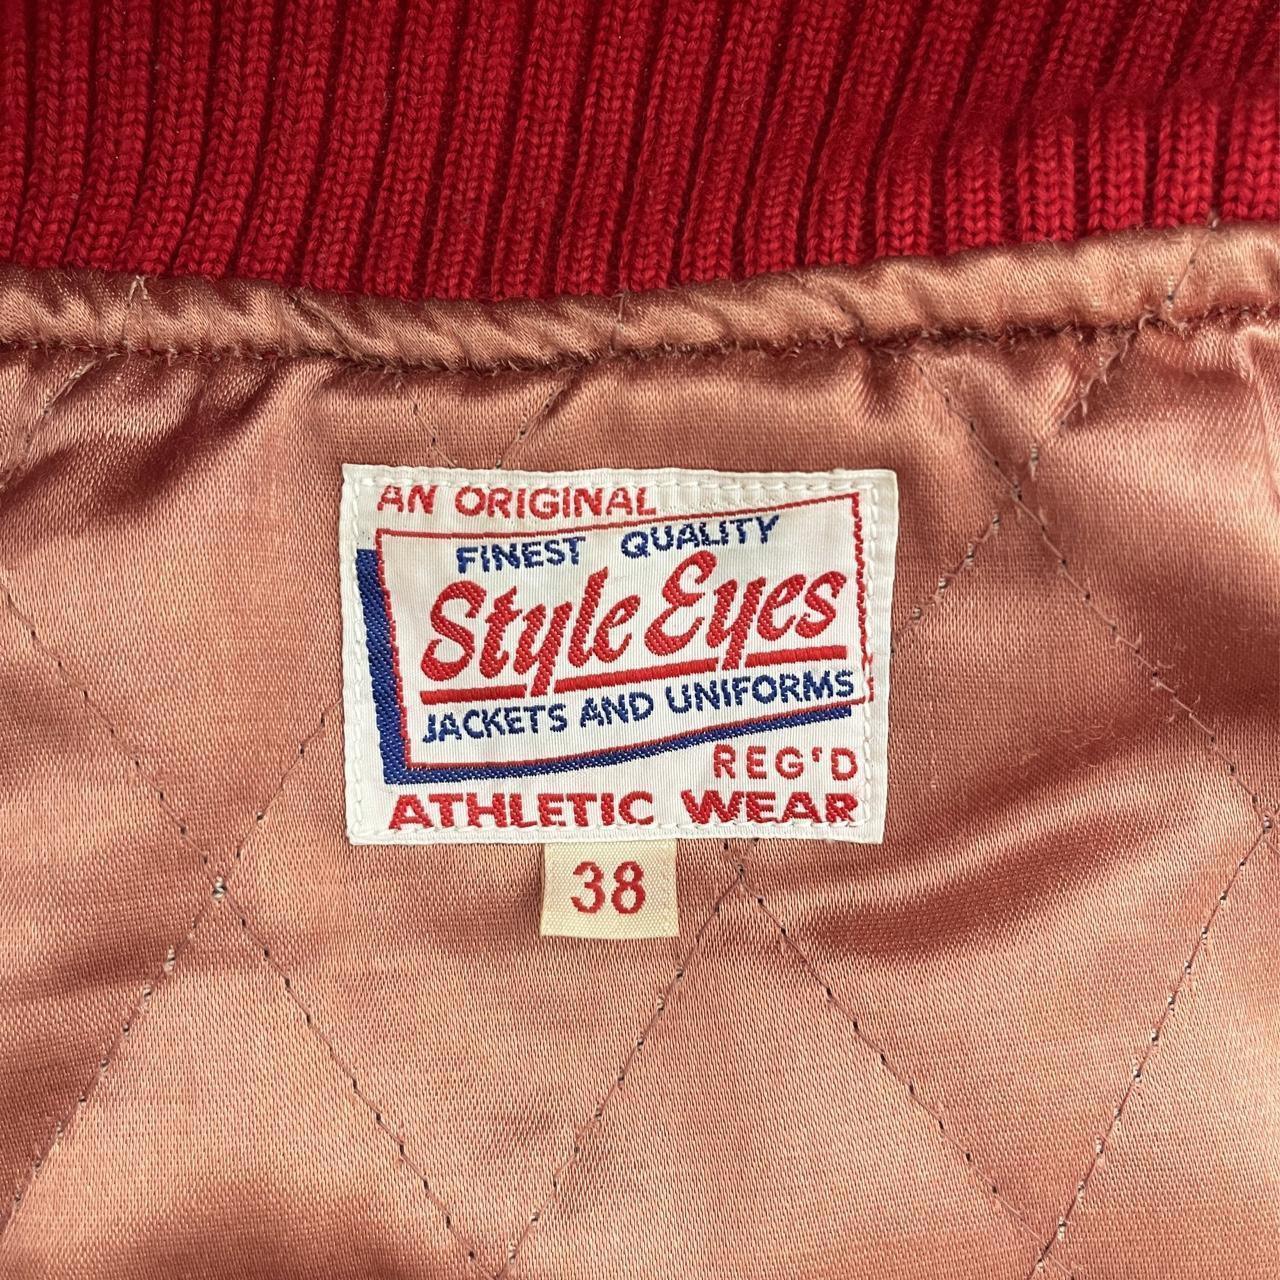 AN ORIGINAL
FINEST QUALITY
Style Eyes
JACKETS AND UNIFORMS
REG'D
ATHLETIC WEAR
38